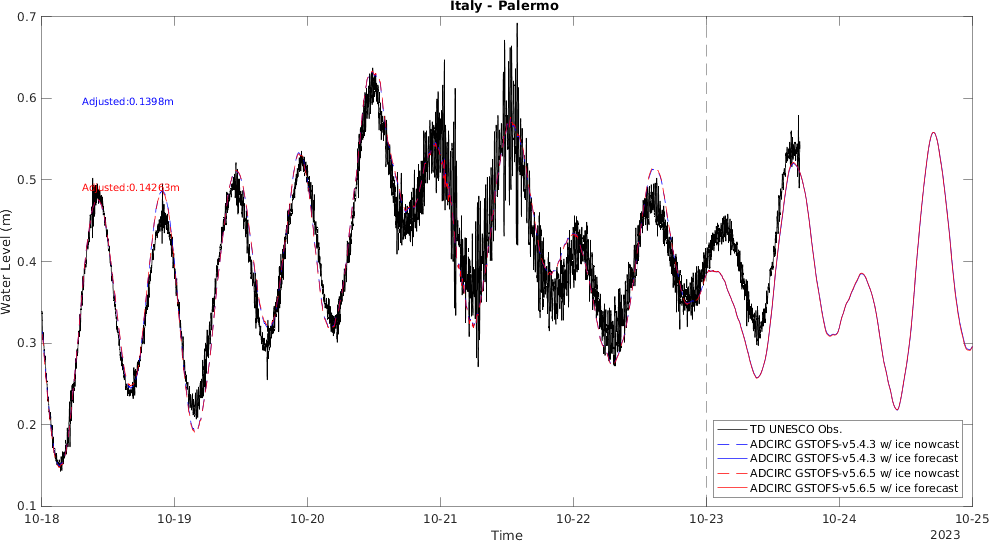 Italy - Palermo
0.7
0.6
0.5
0.4
0.3
0.2
0.1
Water Level (m)
Adjusted:0.1398m
Adjusted:0.14263m
TD UNESCO Obs.
ADCIRC GSTOFS-v5.4.3 w/ ice nowcast
ADCIRC GSTOFS-v5.4.3 w/ ice forecast
ADCIRC GSTOFS-v5.6.5 w/ ice nowcast
ADCIRC GSTOFS-v5.6.5 w/ ice forecast
10-18 10-19 10-20 10-21 10-22 10-23 10-24 10-25
Time
2023